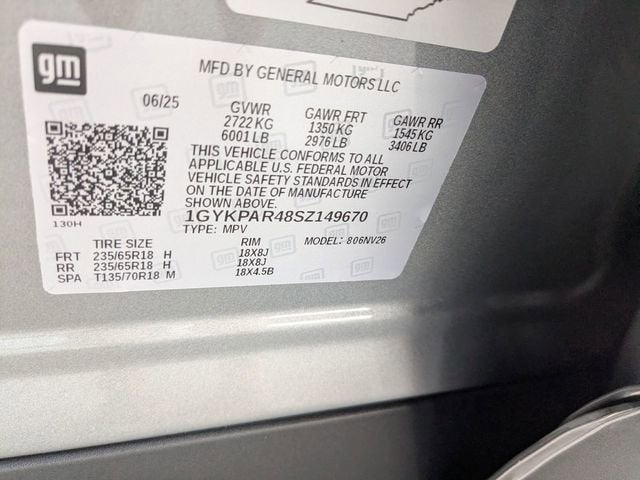 gm
MFD BY GENERAL MOTORS LLC
06/25
GVWR
2722 KG
6001 LB
GAWR FRT
1350 KG
2976 LB
GAWR RR
1545 KG
3406 LB
THIS VEHICLE CONFORMS TO ALL
APPLICABLE U.S. FEDERAL MOTOR
VEHICLE SAFETY STANDARDS IN EFFECT
ON THE DATE OF MANUFACTURE
SHOWN ABOVE.
130H
1GYKPAR48SZ149670
TYPE: MPV
MODEL: 806NV26
TIRE SIZE RIM
FRT 235/65R18 H 18X8J
RR 235/65R18 H 18X8J
SPA T135/70R18 M 18X4.5B